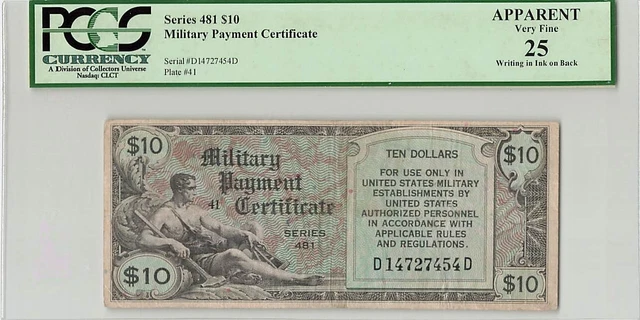 PCGS
CURRENCY
A Division of Collectors Universe
Nasdaq: CLCT
Series 481 $10
Military Payment Certificate
Serial#D14727454D
Plate #41
APPARENT
Very Fine
25
Writing in Ink on Back
$10
Military
Payment
41 Certificate
SERIES
481
$10
TEN DOLLARS
FOR USE ONLY IN
UNITED STATES MILITARY
ESTABLISHMENTS BY
UNITED STATES
AUTHORIZED PERSONNEL
IN ACCORDANCE WITH
APPLICABLE RULES
AND REGULATIONS.
D14727454D
$10
$10